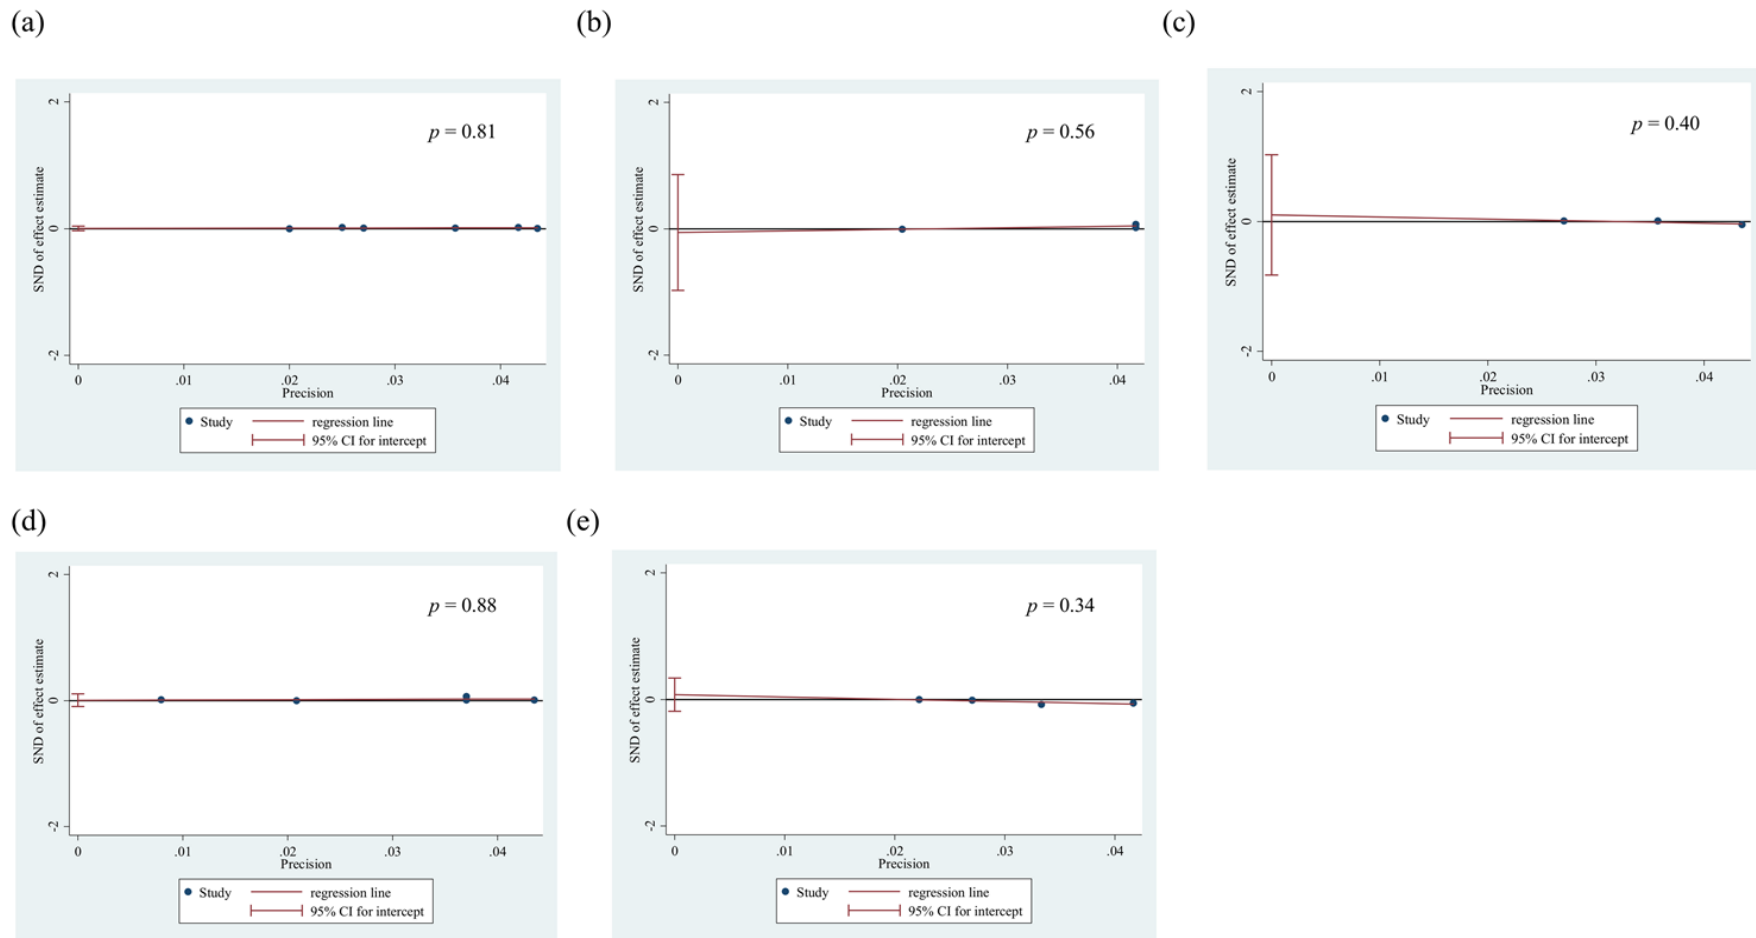 (a)
2
0
-2
SND of effect estimate
p = 0.81
0 .01 .02 .03 .04
Precision
Study regression line
95% CI for intercept
(b)
2
0
-2
SND of effect estimate
p = 0.56
0 .01 .02 .03 .04
Precision
Study regression line
95% CI for intercept
(c)
2
0
-2
SND of effect estimate
p = 0.40
0 .01 .02 .03 .04
Precision
Study regression line
95% CI for intercept
(d)
2
0
-2
SND of effect estimate
p = 0.88
0 .01 .02 .03 .04
Precision
Study regression line
95% CI for intercept
(e)
2
0
-2
SND of effect estimate
p = 0.34
0 .01 .02 .03 .04
Precision
Study regression line
95% CI for intercept